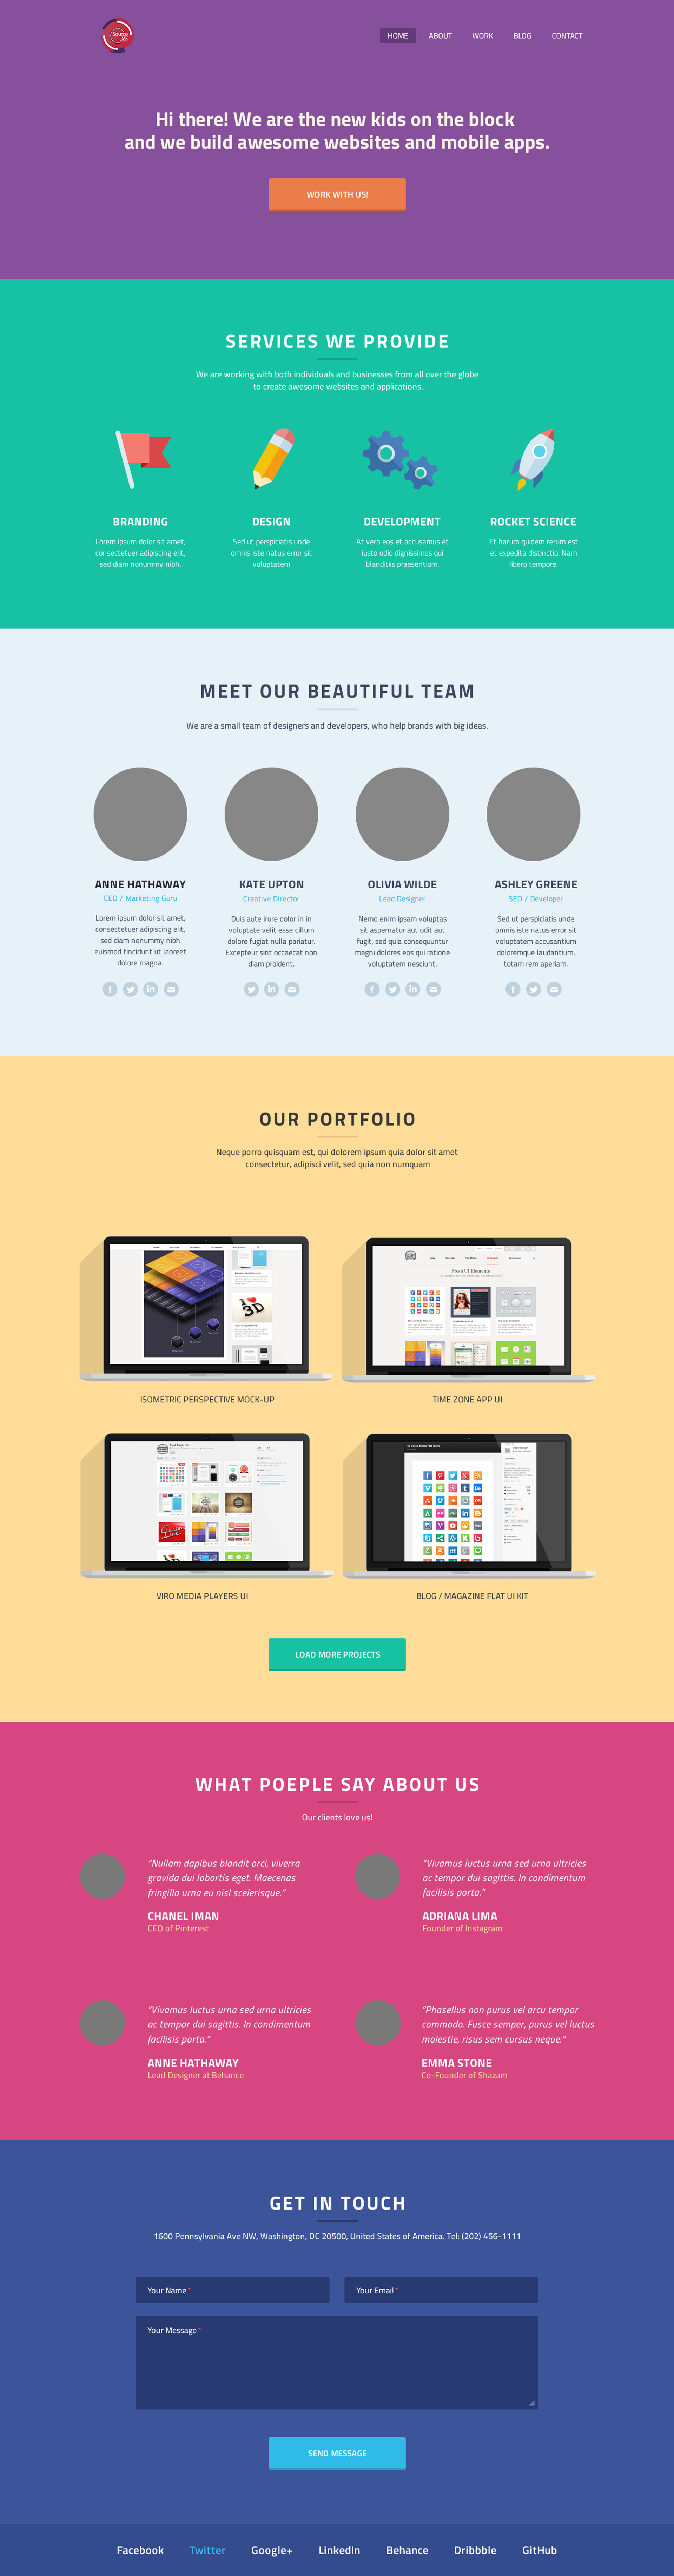 Source
HOME ABOUT WORK BLOG CONTACT
Hi there! We are the new kids on the block
and we build awesome websites and mobile apps.
WORK WITH US!
SERVICES WE PROVIDE
We are working with both individuals and businesses from all over the globe
to create awesome websites and applications.
BRANDING
Lorem ipsum dolor sit amet,
consectetuer adipiscing elit,
sed diam nonummy nibh.
DESIGN
Sed ut perspiciatis unde
omnis iste natus error sit
voluptatem
DEVELOPMENT
At vero eos et accusamus et
iusto odio dignissimos qui
blanditiis praesentium.
ROCKET SCIENCE
Et harum quidem rerum est
et expedita distinctio. Nam
libero tempore.
MEET OUR BEAUTIFUL TEAM
We are a small team of designers and developers, who help brands with big ideas.
ANNE HATHAWAY
CEO / Marketing Guru
Lorem ipsum dolor sit amet,
consectetuer adipiscing elit,
sed diam nonummy nibh
euismod tincidunt ut laoreet
dolore magna.
KATE UPTON
Creative Director
Duis aute irure dolor in in
voluptate velit esse cillum
dolore fugiat nulla pariatur.
Excepteur sint occaecat non
diam proident.
OLIVIA WILDE
Lead Designer
Nemo enim ipsam voluptas
sit aspernatur aut odit aut
fugit, sed quia consequuntur
magni dolores eos qui ratione
voluptatem nesciunt.
ASHLEY GREENE
SEO / Developer
Sed ut perspiciatis unde
omnis iste natus error sit
voluptatem accusantium
doloremque laudantium,
totam rem aperiam.
OUR PORTFOLIO
Neque porro quisquam est, qui dolorem ipsum quia dolor sit amet
consectetur, adipisci velit, sed quia non numquam
I 3D
ISOMETRIC PERSPECTIVE MOCK-UP
Fresh UI Elements
TIME ZONE APP UI
VIRO MEDIA PLAYERS UI
BLOG / MAGAZINE FLAT UI KIT
LOAD MORE PROJECTS
WHAT POEPLE SAY ABOUT US
Our clients love us!
“Nullam dapibus blandit orci, viverra
gravida dui lobortis eget. Maecenas
fringilla urna eu nisl scelerisque.”
CHANEL IMAN
CEO of Pinterest
“Vivamus luctus urna sed urna ultricies
ac tempor dui sagittis. In condimentum
facilisis porta.”
ADRIANA LIMA
Founder of Instagram
“Vivamus luctus urna sed urna ultricies
ac tempor dui sagittis. In condimentum
facilisis porta.”
ANNE HATHAWAY
Lead Designer at Behance
“Phasellus non purus vel arcu tempor
commodo. Fusce semper, purus vel luctus
molestie, risus sem cursus neque.”
EMMA STONE
Co-Founder of Shazam
GET IN TOUCH
1600 Pennsylvania Ave NW, Washington, DC 20500, United States of America. Tel: (202) 456-1111
Your Name *
Your Email *
Your Message *
SEND MESSAGE
Facebook Twitter Google+ LinkedIn Behance Dribbble GitHub